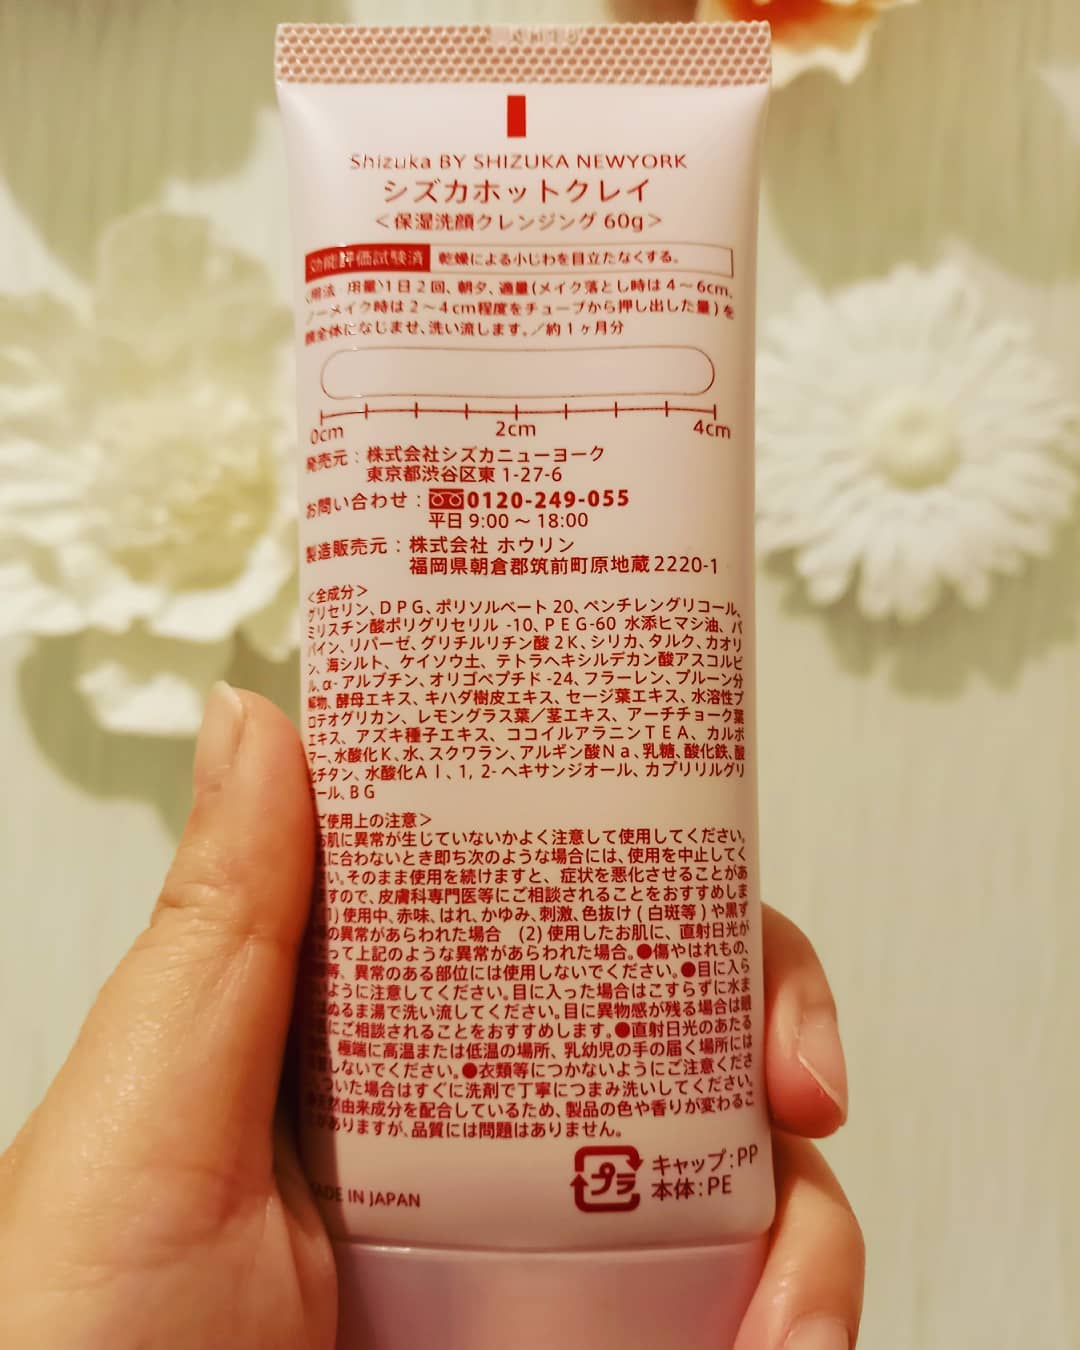 Shizuka BY SHIZUKA NEWYORK
シズカホットクレイ
＜保湿洗顔クレンジング 60g＞
効能評価試験済 乾燥による小じわを目立たなくする。
用法・用量）1日2回、朝夕、適量(メイク落とし時は4～6cm、
ノーメイク時は2～4cm程度をチューブから押し出した量)を
顔全体になじませ、洗い流します。／約1ヶ月分
0cm 2cm 4cm
発売元：株式会社シズカニューヨーク
東京都渋谷区東1-27-6
お問い合わせ：0120-249-055
平日 9:00～18:00
製造販売元：株式会社 ホウリン
福岡県朝倉郡筑前町原地蔵2220-1
＜全成分＞
グリセリン、DPG、ポリソルベート20、ペンチレングリコール、
ミリスチン酸ポリグリセリル-10、PEG-60 水添ヒマシ油、パ
パイン、リパーゼ、グリチルリチン酸2K、シリカ、タルク、カオリ
ン、海シルト、ケイソウ土、テトラヘキシルデカン酸アスコルビ
ル、α-アルブチン、オリゴペプチド-24、フラーレン、プルーン分
解物、酵母エキス、キハダ樹皮エキス、セージ葉エキス、水溶性プ
ロテオグリカン、レモングラス葉／茎エキス、アーチチョーク葉
エキス、アズキ種子エキス、ココイルアラニンTEA、カルボ
マー、水酸化K、水、スクワラン、アルギン酸Na、乳糖、酸化鉄、酸
化チタン、水酸化Al、1,2-ヘキサンジオール、カプリリルグリ
コール、BG
ご使用上の注意＞
お肌に異常が生じていないかよく注意して使用してください。
に合わないとき即ち次のような場合には、使用を中止してく
い。そのまま使用を続けますと、症状を悪化させることがあ
すので、皮膚科専門医等にご相談されることをおすすめしま
1)使用中、赤味、はれ、かゆみ、刺激、色抜け(白斑等)や黒ず
の異常があらわれた場合 (2)使用したお肌に、直射日光が
たって上記のような異常があらわれた場合。●傷やはれもの、
等、異常のある部位には使用しないでください。●目に入ら
いように注意してください。目に入った場合はこすらずに水ま
はぬるま湯で洗い流してください。目に異物感が残る場合は眼
にご相談されることをおすすめします。●直射日光のあたる
極端に高温または低温の場所、乳幼児の手の届く場所には
しないでください。●衣類等につかないようにご注意くださ
ついた場合はすぐに洗剤で丁寧につまみ洗いしてください。
然由来成分を配合しているため、製品の色や香りが変わるこ
がありますが、品質には問題はありません。
プラ キャップ：PP
本体：PE
MADE IN JAPAN